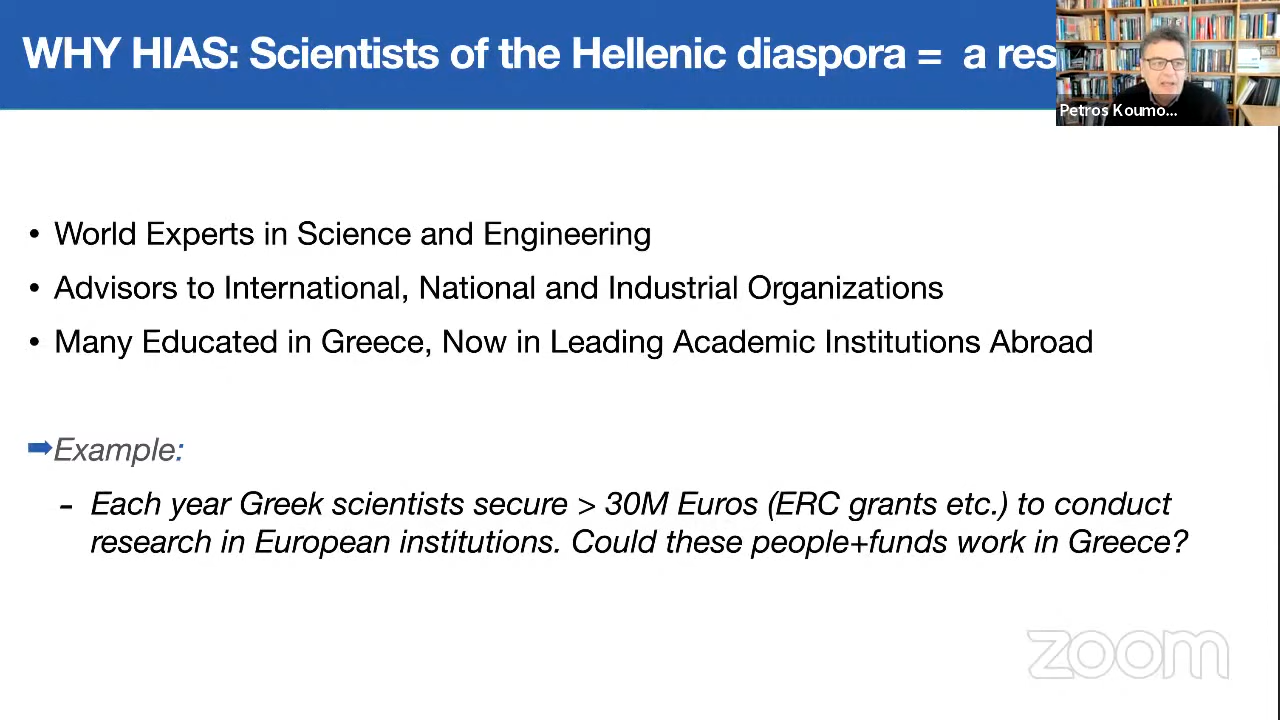 WHY HIAS: Scientists of the Hellenic diaspora = a res
Petros Koumo...
• World Experts in Science and Engineering
• Advisors to International, National and Industrial Organizations
• Many Educated in Greece, Now in Leading Academic Institutions Abroad
➡Example:
– Each year Greek scientists secure > 30M Euros (ERC grants etc.) to conduct
research in European institutions. Could these people+funds work in Greece?
zoom